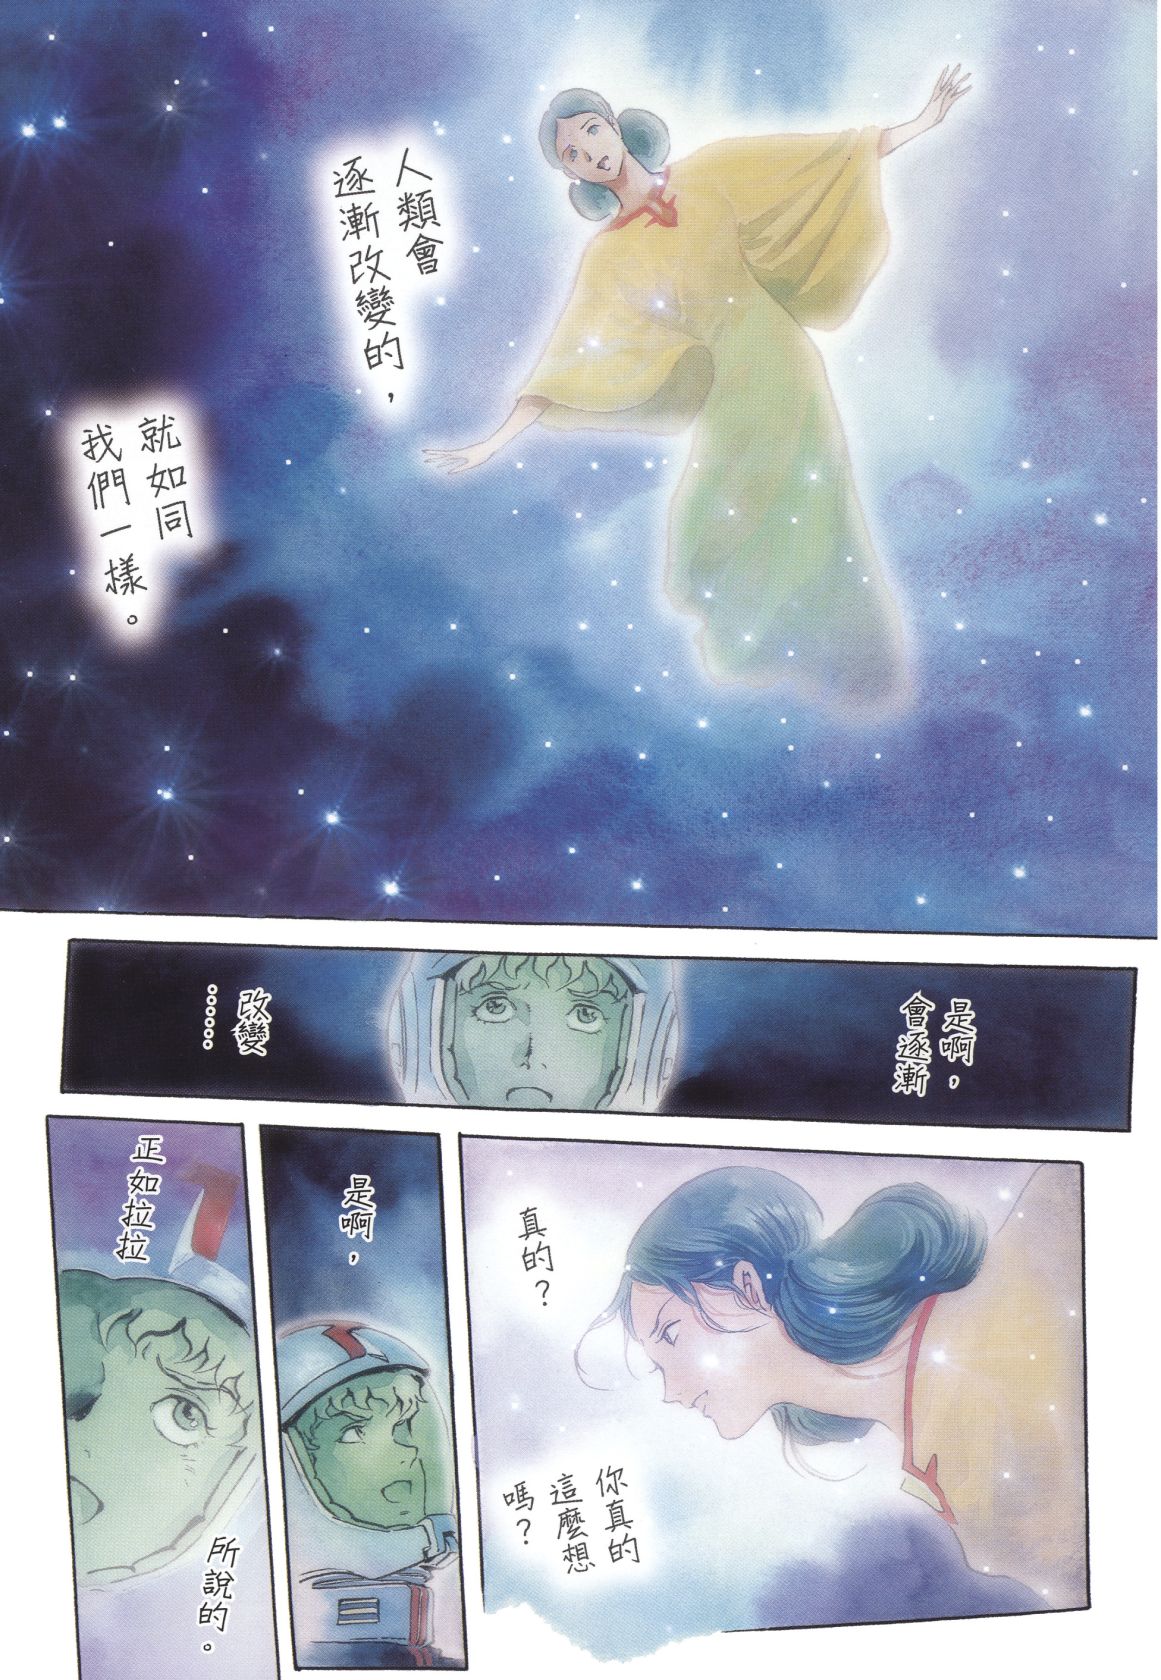 人類會
逐漸改變的，
就如同
我們一樣。
是啊，
會逐漸
改變
……
真的？
你真的
這麼想
嗎？
是啊，
正如拉拉
所說的。